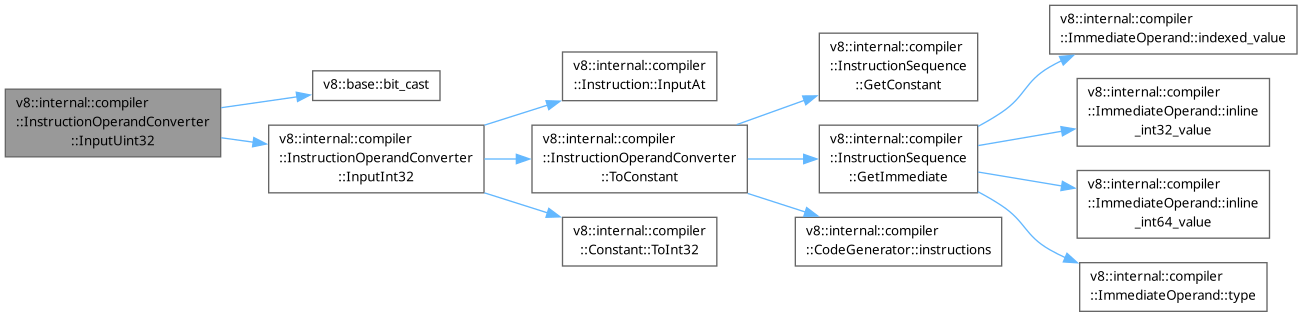 v8::internal::compiler
::InstructionOperandConverter
::InputUint32
v8::base::bit_cast
v8::internal::compiler
::InstructionOperandConverter
::InputInt32
v8::internal::compiler
::Instruction::InputAt
v8::internal::compiler
::InstructionOperandConverter
::ToConstant
v8::internal::compiler
::Constant::ToInt32
v8::internal::compiler
::InstructionSequence
::GetConstant
v8::internal::compiler
::InstructionSequence
::GetImmediate
v8::internal::compiler
::CodeGenerator::instructions
v8::internal::compiler
::ImmediateOperand::indexed_value
v8::internal::compiler
::ImmediateOperand::inline
_int32_value
v8::internal::compiler
::ImmediateOperand::inline
_int64_value
v8::internal::compiler
::ImmediateOperand::type